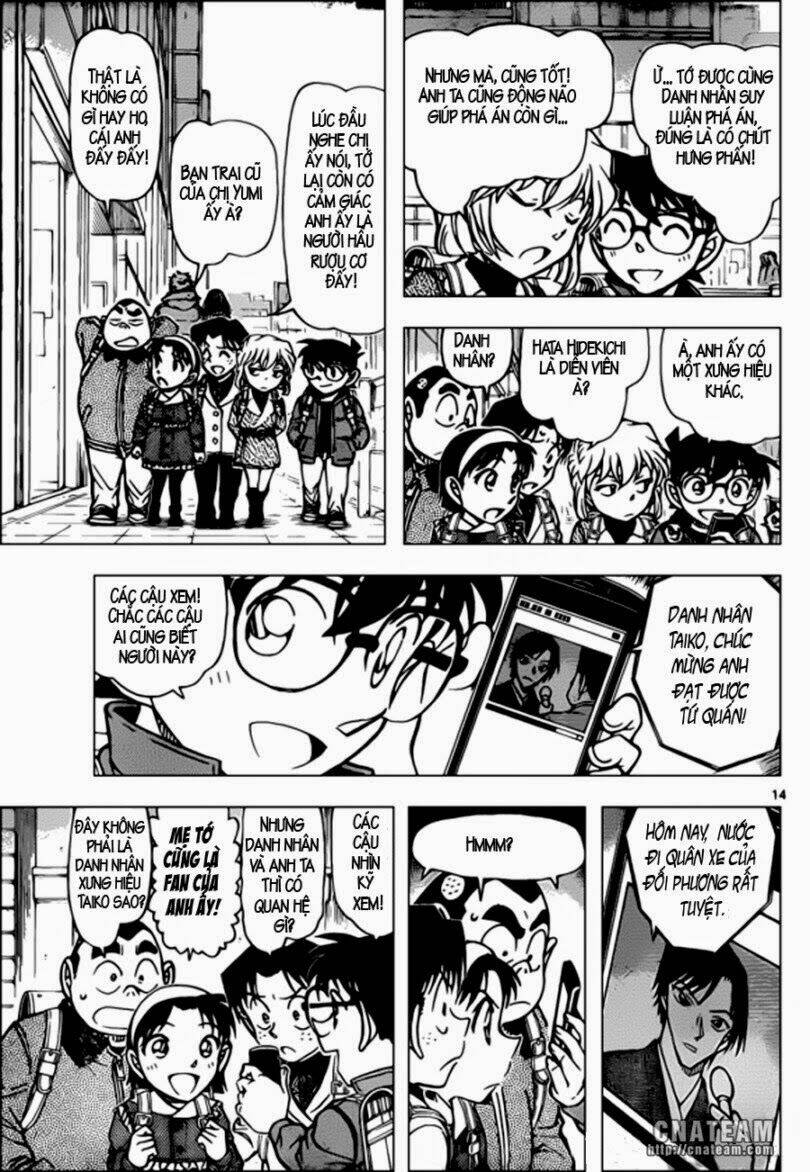 Ừ... TỚ ĐƯỢC CÙNG
DANH NHÂN SUY
LUẬN PHÁ ÁN,
ĐÚNG LÀ CÓ CHÚT
HƯNG PHẤN!
NHƯNG MÀ, CŨNG TỐT!
ANH TA CŨNG ĐỘNG NÃO
GIÚP PHÁ ÁN CÒN
GÌ...
LÚC ĐẦU
NGHE CHỊ
ẤY NÓI, TỚ
LẠI CÒN CÓ
CẢM GIÁC
ANH ẤY LÀ
NGƯỜI HẦU
RƯỢU CƠ
ĐẤY!
BẠN TRAI CŨ
CỦA CHỊ YUMI
ẤY À?
THẬT LÀ
KHÔNG CÓ
GÌ HAY HO,
CÁI ANH
ĐẤY ĐẤY!
À, ANH ẤY CÓ
MỘT XƯNG HIỆU
KHÁC.
HATA HIDEKICHI
LÀ DIỄN VIÊN
À?
DANH
NHÂN?
DANH NHÂN
TAIKO, CHÚC
MỪNG ANH
ĐẠT ĐƯỢC
TỨ QUÁN!
CÁC CẬU XEM!
CHẮC CÁC CẬU
AI CŨNG BIẾT
NGƯỜI NÀY?
14
HÔM NAY, NƯỚC
ĐI QUÂN XE CỦA
ĐỐI PHƯƠNG RẤT
TUYỆT.
HMMM?
CÁC
CẬU
NHÌN
KỸ
XEM!
NHƯNG
DANH NHÂN
VÀ ANH TA
THÌ CÓ
QUAN HỆ
GÌ?
MẸ TỚ
CŨNG LÀ
FAN CỦA
ANH ẤY!
ĐÂY KHÔNG
PHẢI LÀ
DANH NHÂN
XƯNG HIỆU
TAIKO SAO?
CNATEAM
http://cnateam.com